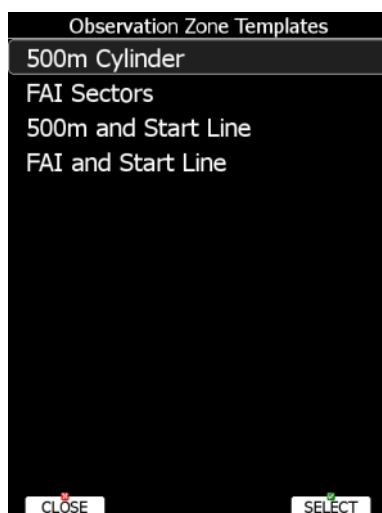 Observation Zone Templates
500m Cylinder
FAI Sectors
500m and Start Line
FAI and Start Line
CLOSE
SELECT